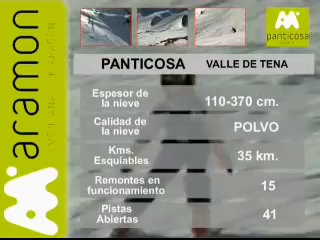 aramon
panticosa
PANTICOSA VALLE DE TENA
Espesor de
la nieve
110-370 cm.
Calidad de
la nieve
POLVO
Kms.
Esquiables
35 km.
Remontes en
funcionamiento
15
Pistas
Abiertas
41